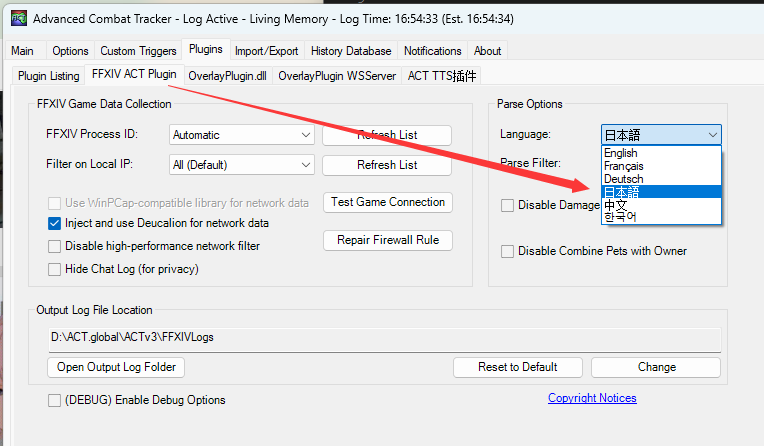 Advanced Combat Tracker - Log Active - Living Memory - Log Time: 16:54:33 (Est. 16:54:34)
Main Options Custom Triggers Plugins Import/Export History Database Notifications About
Plugin Listing FFXIV ACT Plugin OverlayPlugin.dll OverlayPlugin WSServer ACT TTS插件
FFXIV Game Data Collection
FFXIV Process ID: Automatic Refresh List
Filter on Local IP: All (Default) Refresh List
Use WinPCap-compatible library for network data Test Game Connection
Inject and use Deucalion for network data
Disable high-performance network filter Repair Firewall Rule
Hide Chat Log (for privacy)
Parse Options
Language: 日本語
English
Français
Parse Filter:
Deutsch
日本語
Disable Damage
中文
한국어
Disable Combine Pets with Owner
Output Log File Location
D:\ACT.global\ACTv3\FFXIVLogs
Open Output Log Folder Reset to Default Change
(DEBUG) Enable Debug Options Copyright Notices